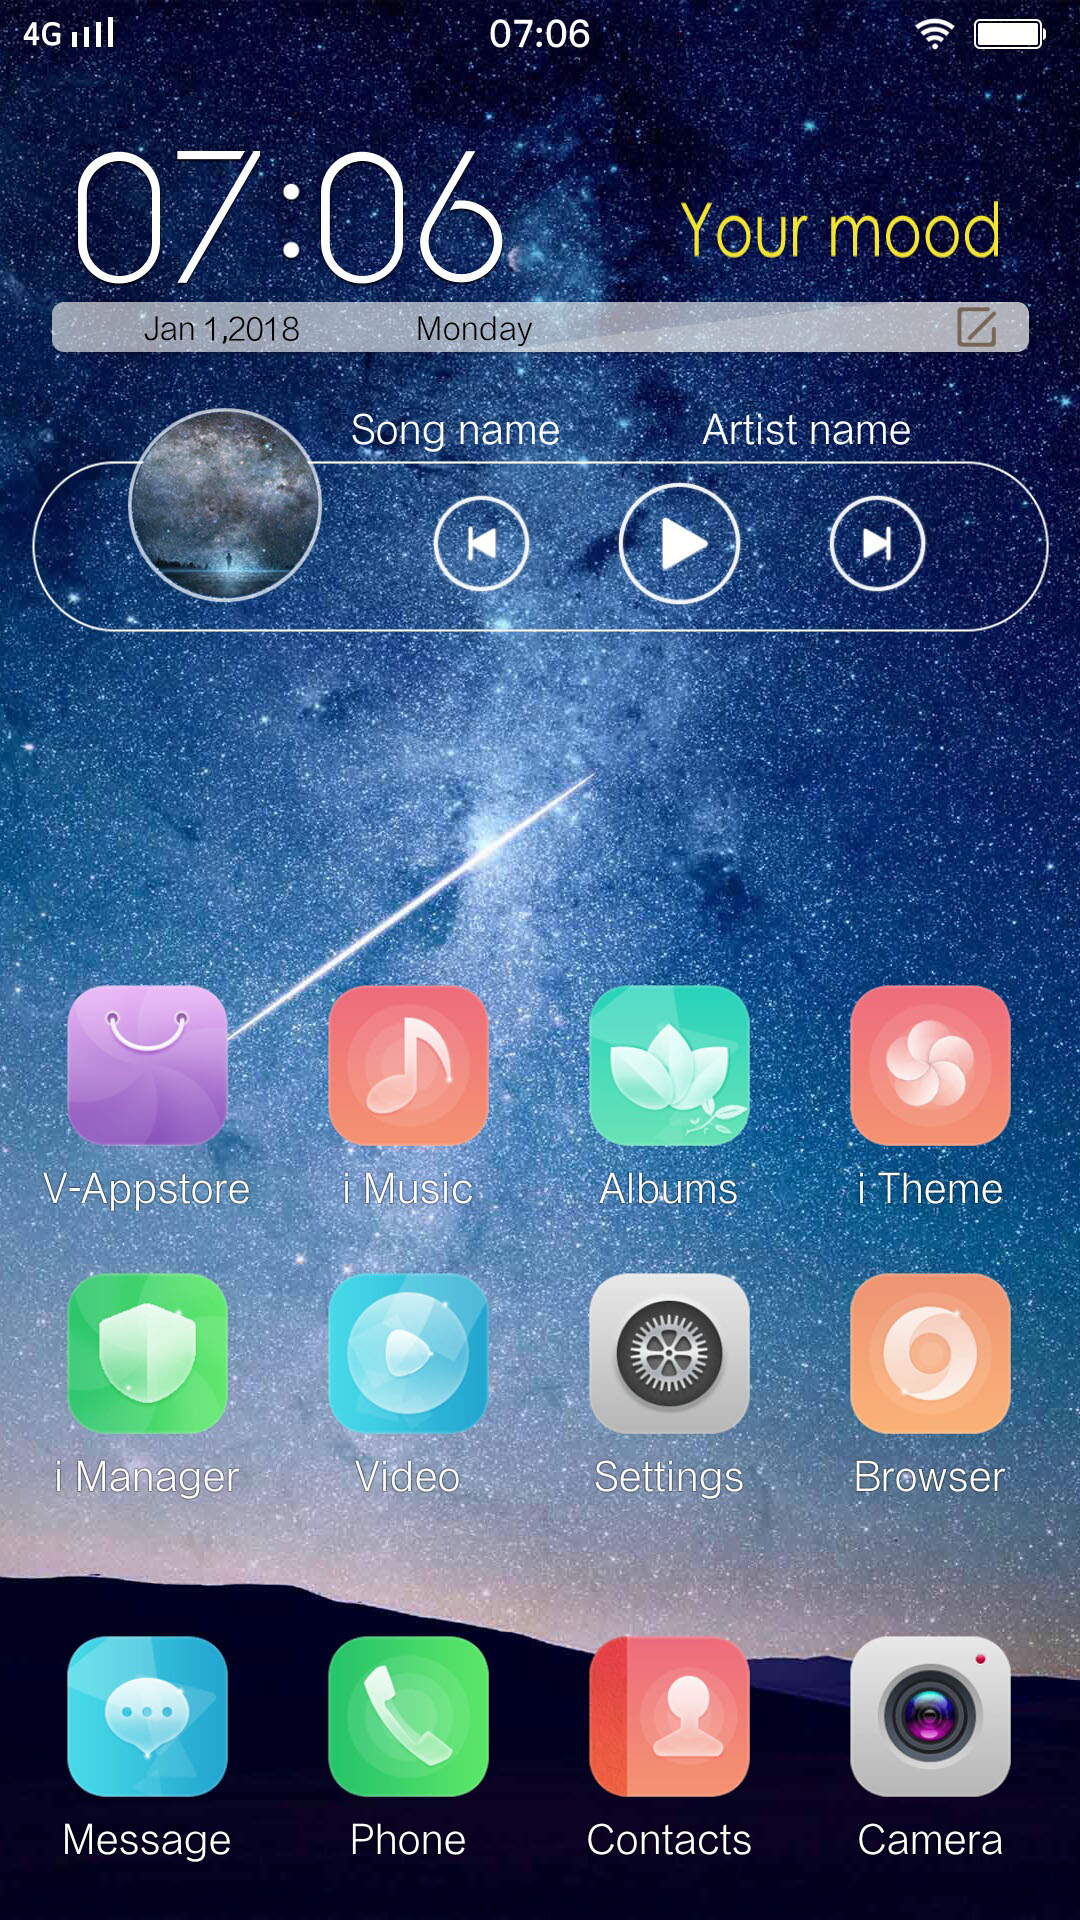 4G 07:06
07:06
Your mood
Jan 1,2018 Monday
Song name Artist name
V-Appstore i Music Albums i Theme
i Manager Video Settings Browser
Message Phone Contacts Camera